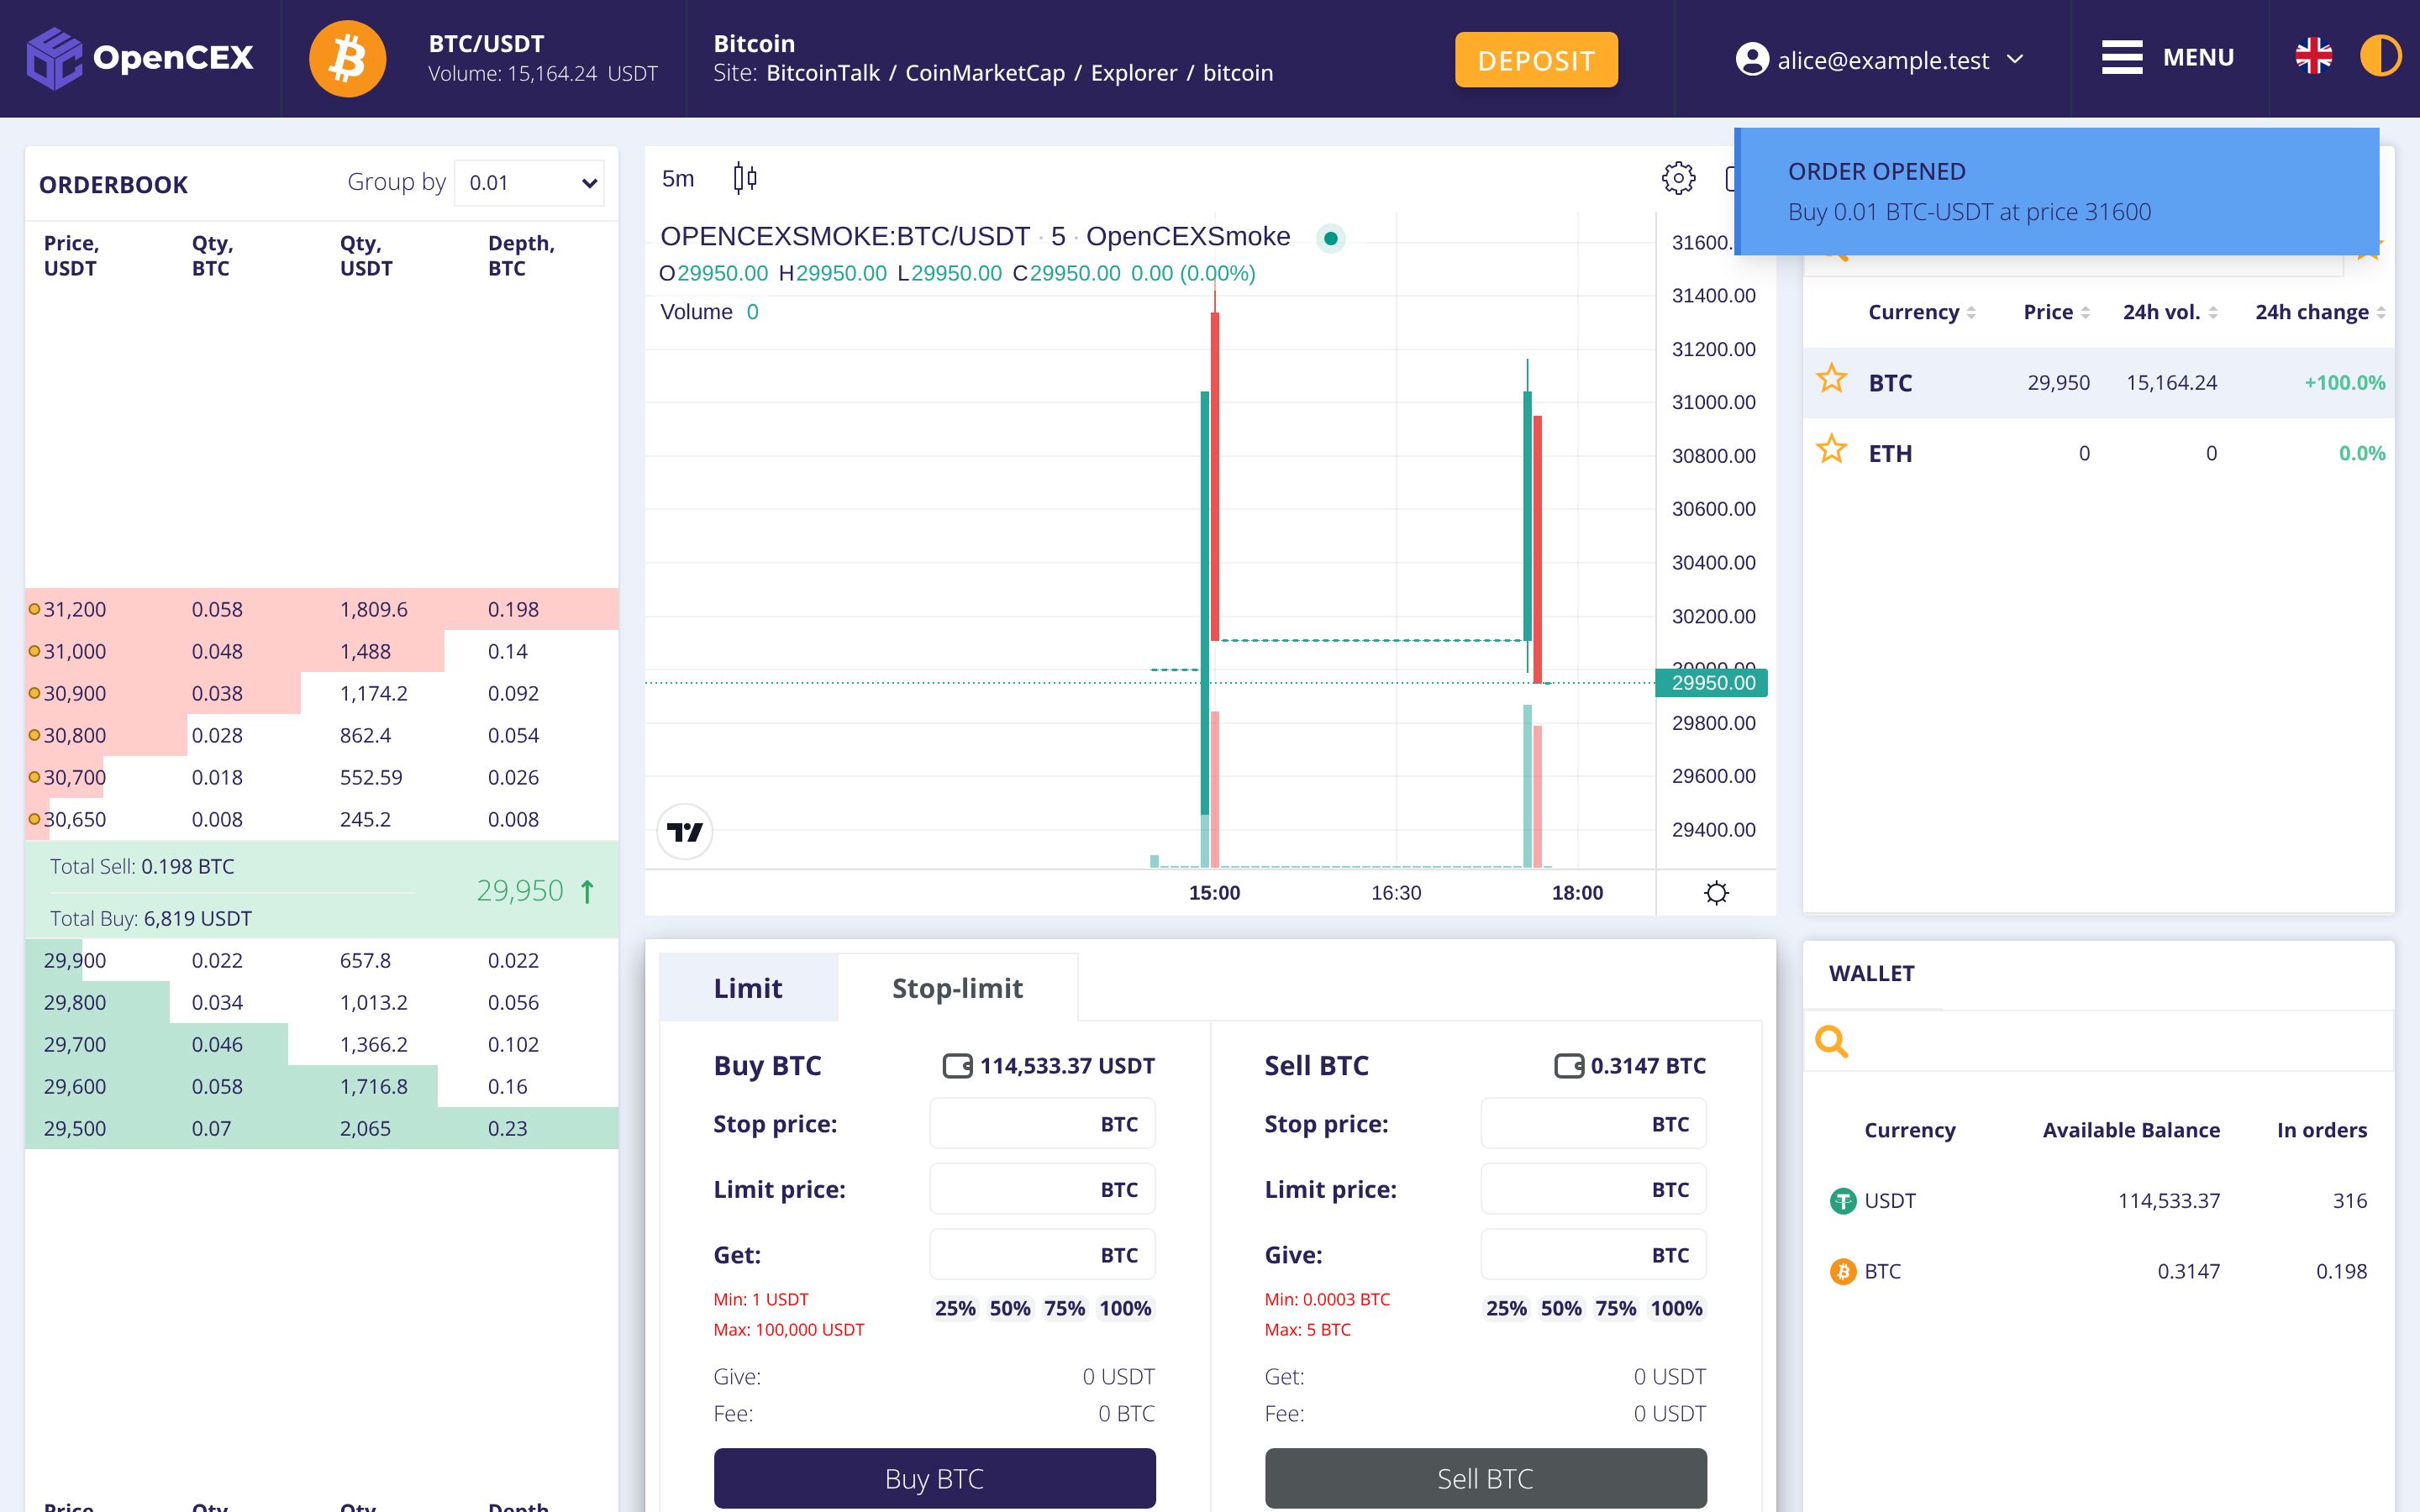 OpenCEX
BTC/USDT
Volume: 15,164.24 USDT
Bitcoin
Site: BitcoinTalk / CoinMarketCap / Explorer / bitcoin
DEPOSIT
alice@example.test
MENU
ORDER OPENED
Buy 0.01 BTC-USDT at price 31600
ORDERBOOK
Group by 0.01
Price, USDT Qty, BTC Qty, USDT Depth, BTC
31,200 0.058 1,809.6 0.198
31,000 0.048 1,488 0.14
30,900 0.038 1,174.2 0.092
30,800 0.028 862.4 0.054
30,700 0.018 552.59 0.026
30,650 0.008 245.2 0.008
Total Sell: 0.198 BTC
29,950 ↑
Total Buy: 6,819 USDT
29,900 0.022 657.8 0.022
29,800 0.034 1,013.2 0.056
29,700 0.046 1,366.2 0.102
29,600 0.058 1,716.8 0.16
29,500 0.07 2,065 0.23
Price, Qty, Qty, Depth,
5m
OPENCEXSMOKE:BTC/USDT · 5 · OpenCEXSmoke
O29950.00 H29950.00 L29950.00 C29950.00 0.00 (0.00%)
Volume 0
31600.
31400.00
31200.00
31000.00
30800.00
30600.00
30400.00
30200.00
29950.00
29800.00
29600.00
29400.00
15:00 16:30 18:00
Currency Price 24h vol. 24h change
BTC 29,950 15,164.24 +100.0%
ETH 0 0 0.0%
Limit Stop-limit
Buy BTC 114,533.37 USDT
Stop price: BTC
Limit price: BTC
Get: BTC
Min: 1 USDT
Max: 100,000 USDT
25% 50% 75% 100%
Give: 0 USDT
Fee: 0 BTC
Buy BTC
Sell BTC 0.3147 BTC
Stop price: BTC
Limit price: BTC
Give: BTC
Min: 0.0003 BTC
Max: 5 BTC
25% 50% 75% 100%
Get: 0 USDT
Fee: 0 USDT
Sell BTC
WALLET
Currency Available Balance In orders
USDT 114,533.37 316
BTC 0.3147 0.198